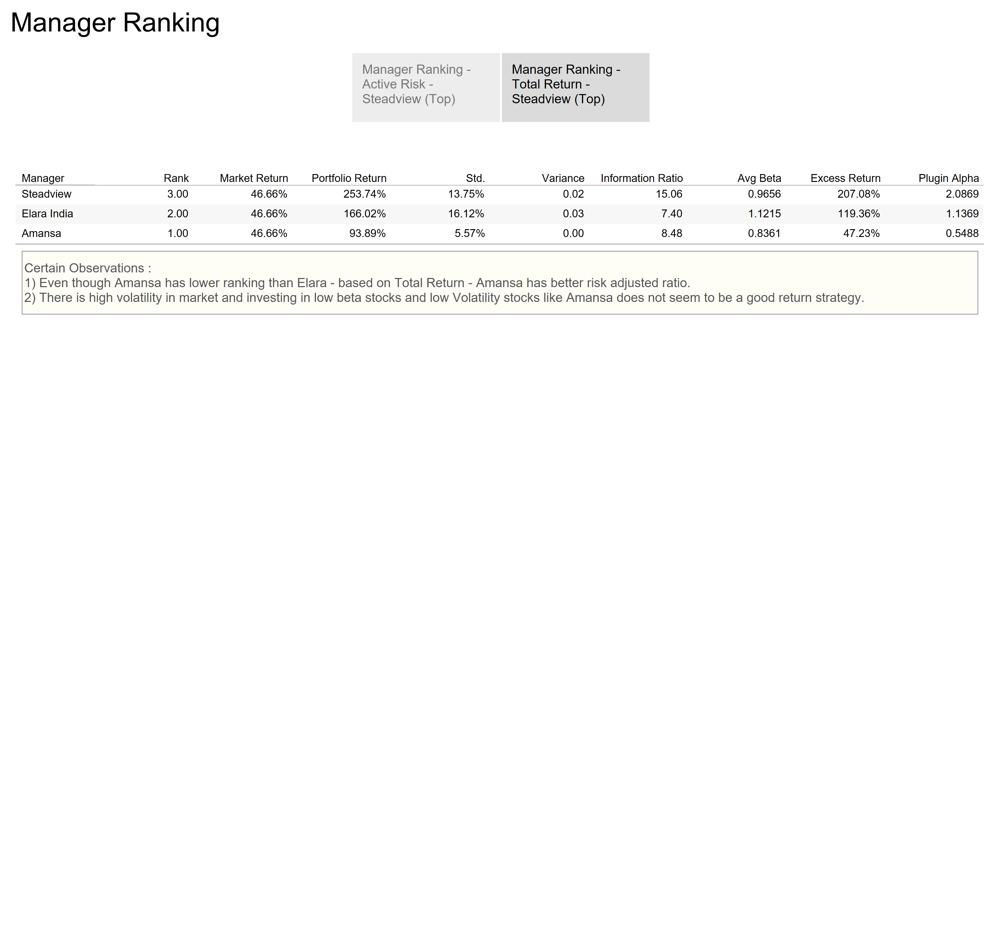 Manager Ranking
Manager Ranking -
Active Risk -
Steadview (Top)
Manager Ranking -
Total Return -
Steadview (Top)
Manager Rank Market Return Portfolio Return Std. Variance Information Ratio Avg Beta Excess Return Plugin Alpha
Steadview 3.00 46.66% 253.74% 13.75% 0.02 15.06 0.9656 207.08% 2.0869
Elara India 2.00 46.66% 166.02% 16.12% 0.03 7.40 1.1215 119.36% 1.1369
Amansa 1.00 46.66% 93.89% 5.57% 0.00 8.48 0.8361 47.23% 0.5488
Certain Observations :
1) Even though Amansa has lower ranking than Elara - based on Total Return - Amansa has better risk adjusted ratio.
2) There is high volatility in market and investing in low beta stocks and low Volatility stocks like Amansa does not seem to be a good return strategy.